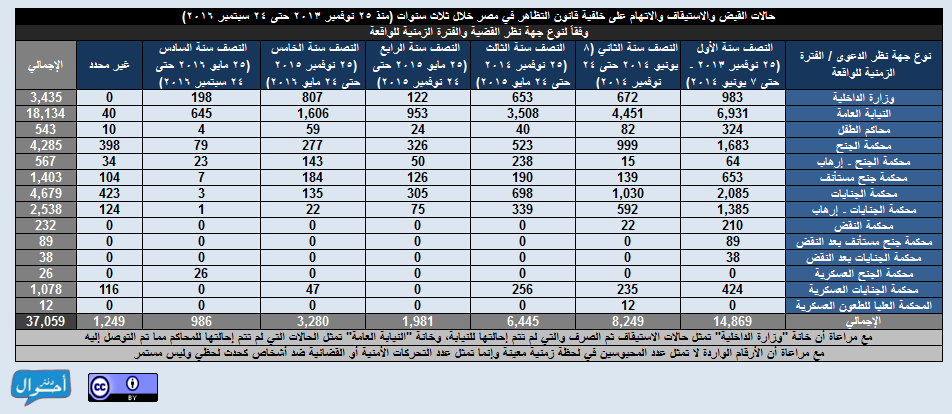 حالات القبض والاستيقاف والاتهام على خلفية قانون التظاهر في مصر خلال ثلاث سنوات (منذ ٢٥ نوفمبر ٢٠١٣ حتى ٢٤ سبتمبر ٢٠١٦)
وفقاً لنوع جهة نظر القضية والفترة الزمنية للواقعة
نوع جهة نظر الدعوى / الفترة الزمنية للواقعة | النصف سنة الأول (٢٥ نوفمبر ٢٠١٣ - حتى ٧ يونيو ٢٠١٤) | النصف سنة الثاني (٨ يونيو ٢٠١٤ حتى ٢٤ نوفمبر ٢٠١٤) | النصف سنة الثالث (٢٥ نوفمبر ٢٠١٤ حتى ٢٤ مايو ٢٠١٥) | النصف سنة الرابع (٢٥ مايو ٢٠١٥ حتى ٢٤ نوفمبر ٢٠١٥) | النصف سنة الخامس (٢٥ نوفمبر ٢٠١٥ حتى ٢٤ مايو ٢٠١٦) | النصف سنة السادس (٢٥ مايو ٢٠١٦ حتى ٢٤ سبتمبر ٢٠١٦) | غير محدد | الإجمالي
وزارة الداخلية 983 672 653 122 807 198 0 3,435
النيابة العامة 6,931 4,451 3,508 953 1,606 645 40 18,134
محاكم الطفل 324 82 40 24 59 4 10 543
محكمة الجنح 1,683 999 523 326 277 79 398 4,285
محكمة الجنح - إرهاب 64 15 238 50 143 23 34 567
محكمة جنح مستأنف 653 139 190 126 184 7 104 1,403
محكمة الجنايات 2,085 1,030 698 305 135 3 423 4,679
محكمة الجنايات - إرهاب 1,385 592 339 75 22 1 124 2,538
محكمة النقض 210 22 0 0 0 0 0 232
محكمة جنح مستأنف بعد النقض 89 0 0 0 0 0 0 89
محكمة الجنايات بعد النقض 38 0 0 0 0 0 0 38
محكمة الجنح العسكرية 0 0 0 0 0 26 0 26
محكمة الجنايات العسكرية 424 235 256 0 47 0 116 1,078
المحكمة العليا للطعون العسكرية 0 12 0 0 0 0 0 12
الإجمالي 14,869 8,249 6,445 1,981 3,280 986 1,249 37,059
مع مراعاة أن خانة "وزارة الداخلية" تمثل حالات الاستيقاف ثم الصرف والتي لم تتم إحالتها للنيابة، وخانة "النيابة العامة" تمثل الحالات التي لم تتم إحالتها للمحاكم مما تم التوصل إليه
مع مراعاة أن الأرقام الواردة لا تمثل عدد المحبوسين في لحظة زمنية معينة وإنما تمثل عدد التحركات الأمنية أو القضائية ضد أشخاص كحدث لحظي وليس مستمر
دفتر أحوال
cc BY